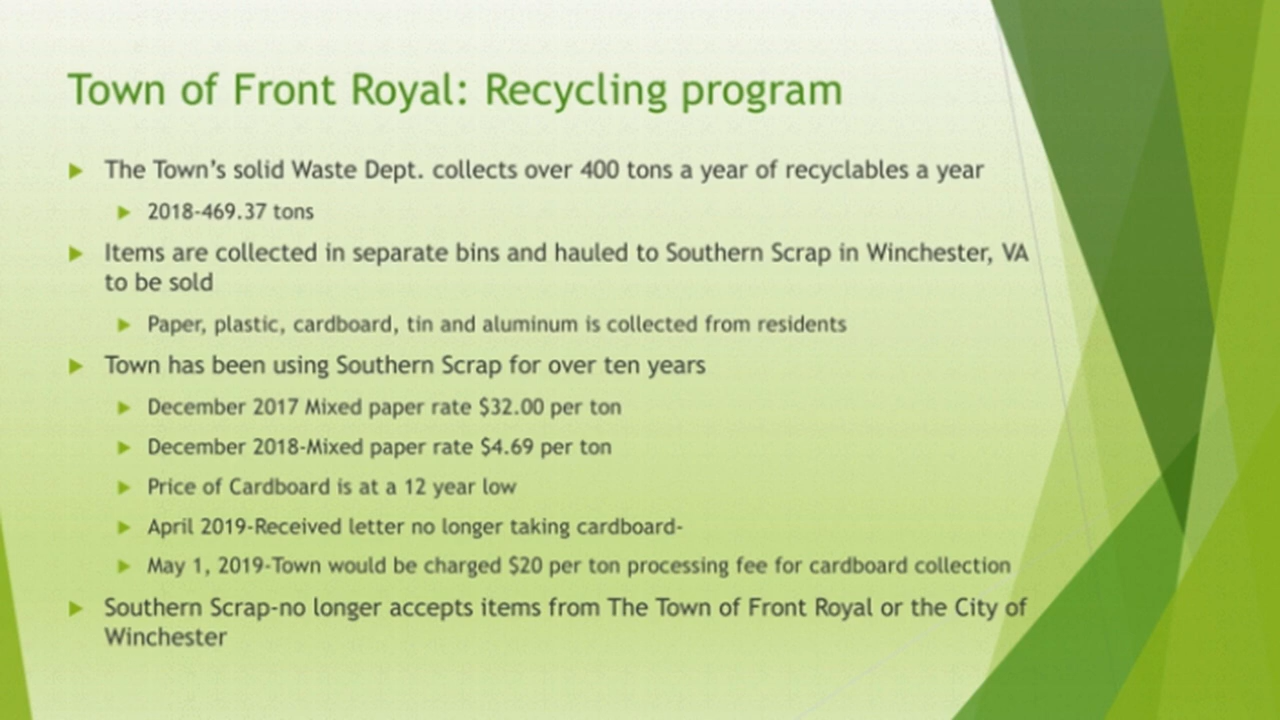 Town of Front Royal: Recycling program
The Town's solid Waste Dept. collects over 400 tons a year of recyclables a year
2018-469.37 tons
Items are collected in separate bins and hauled to Southern Scrap in Winchester, VA
to be sold
Paper, plastic, cardboard, tin and aluminum is collected from residents
Town has been using Southern Scrap for over ten years
December 2017 Mixed paper rate $32.00 per ton
December 2018-Mixed paper rate $4.69 per ton
Price of Cardboard is at a 12 year low
April 2019-Received letter no longer taking cardboard-
May 1, 2019-Town would be charged $20 per ton processing fee for cardboard collection
Southern Scrap-no longer accepts items from The Town of Front Royal or the City of
Winchester